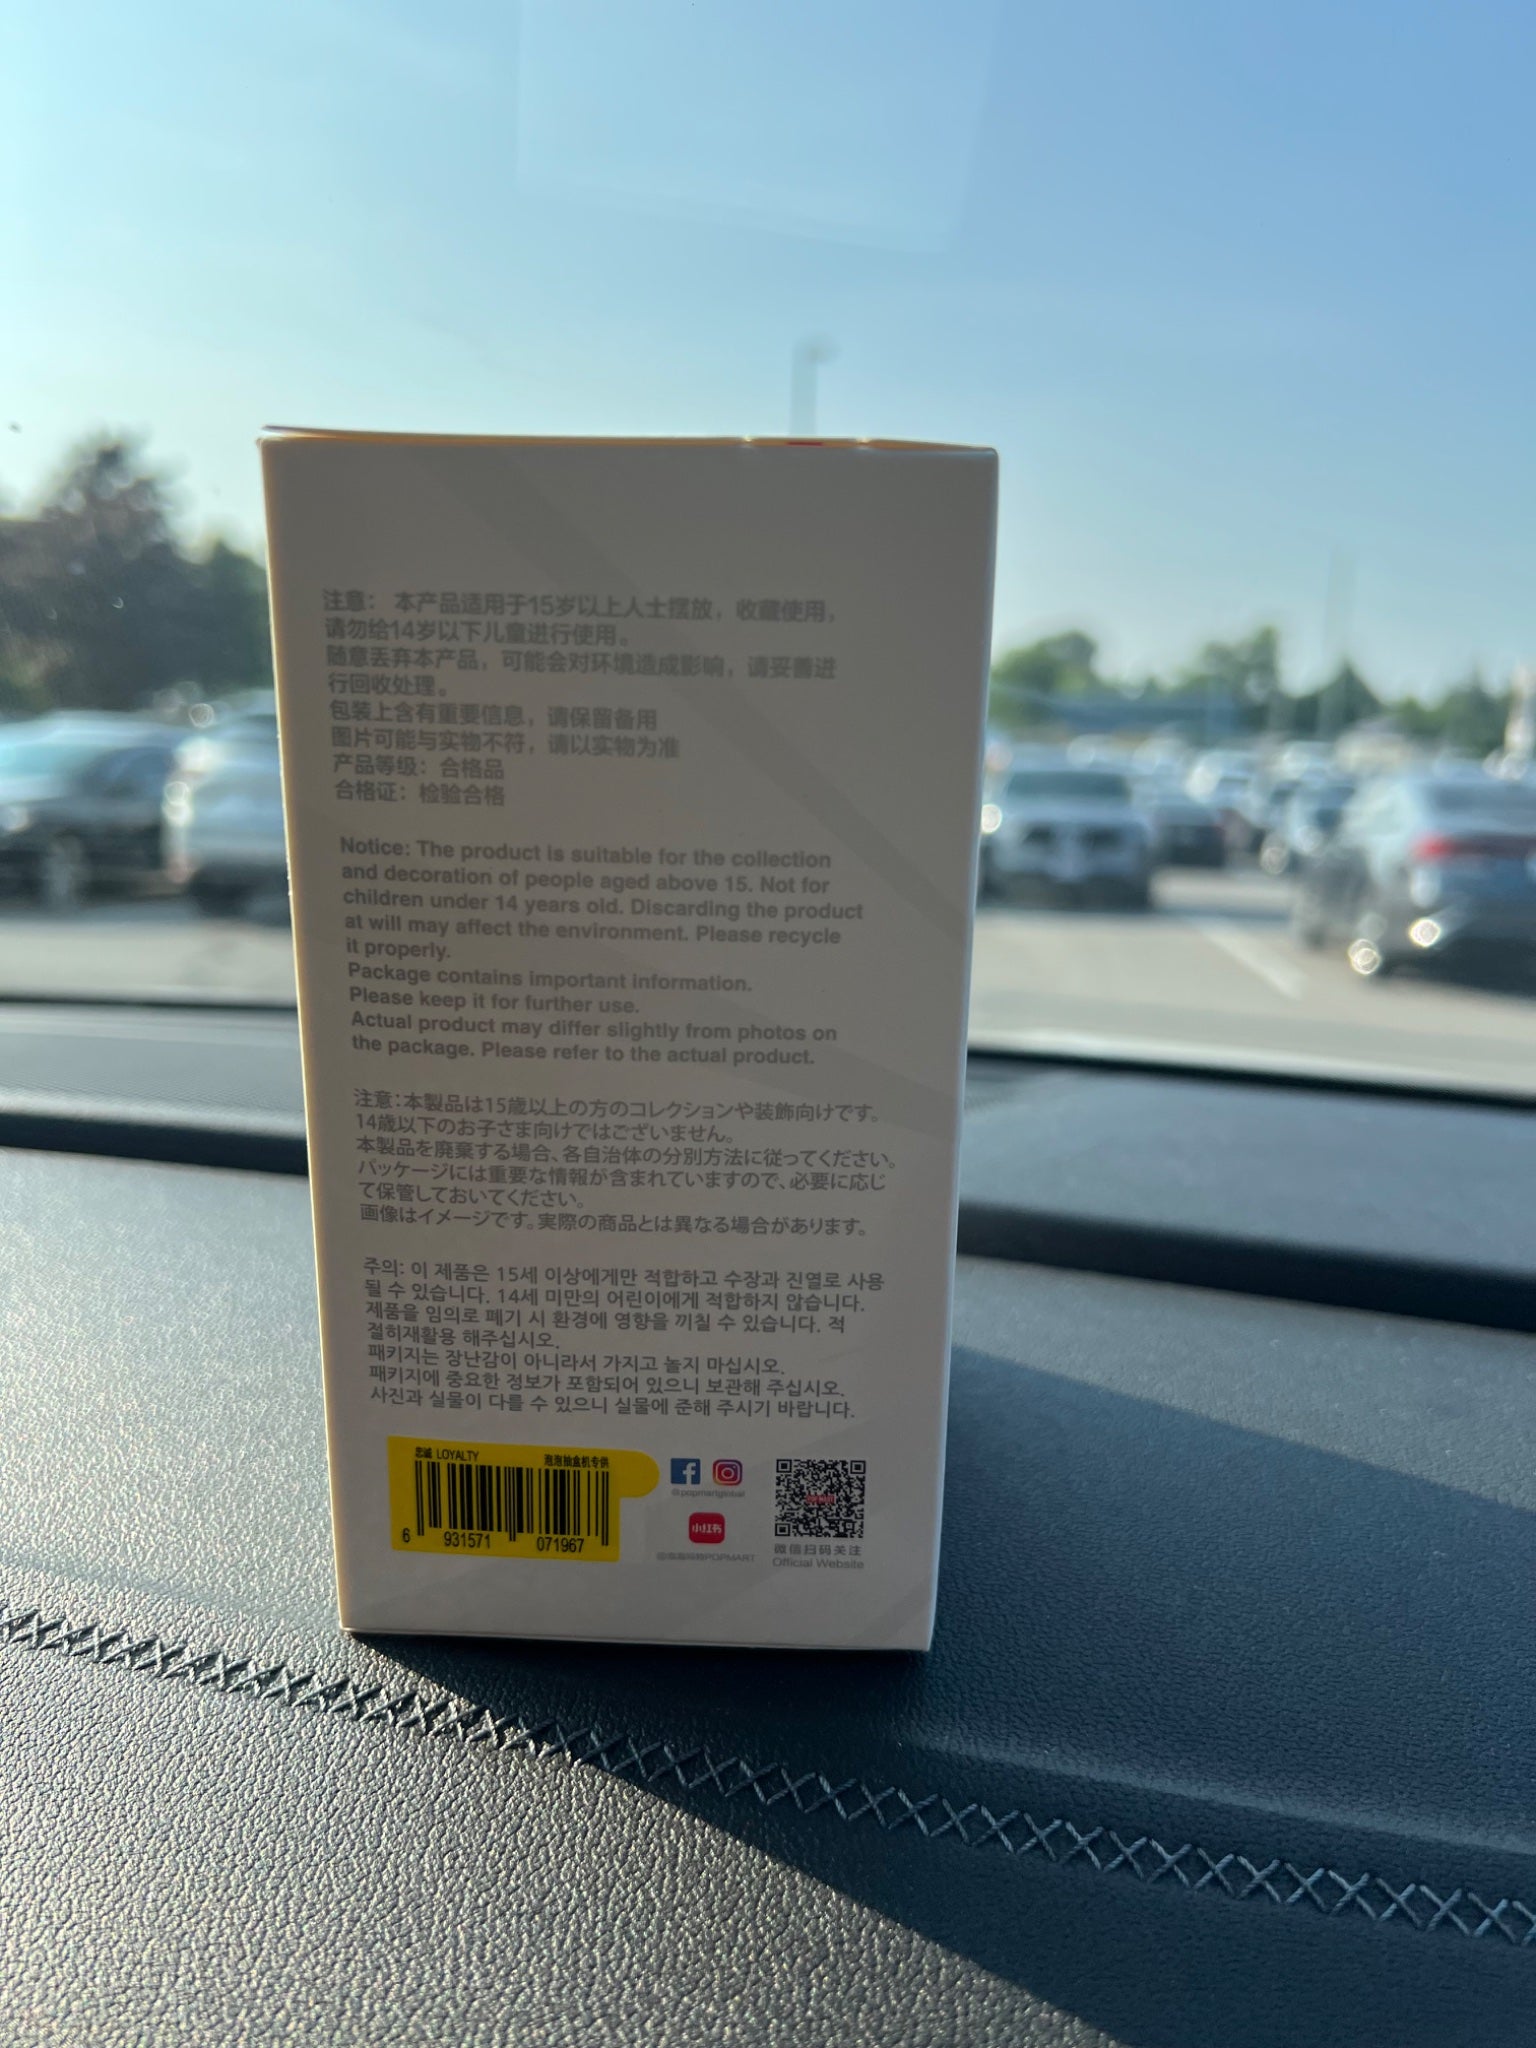 注意： 本产品适用于15岁以上人士摆放，收藏使用，
请勿给14岁以下儿童进行使用。
随意丢弃本产品，可能会对环境造成影响，请妥善进
行回收处理。
包装上含有重要信息，请保留备用
图片可能与实物不符，请以实物为准
产品等级：合格品
合格证：检验合格
Notice: The product is suitable for the collection
and decoration of people aged above 15. Not for
children under 14 years old. Discarding the product
at will may affect the environment. Please recycle
it properly.
Package contains important information.
Please keep it for further use.
Actual product may differ slightly from photos on
the package. Please refer to the actual product.
注意：本製品は15歳以上の方のコレクションや装飾向けです。
14歳以下のお子さま向けではございません。
本製品を廃棄する場合、各自治体の分別方法に従ってください。
パッケージには重要な情報が含まれていますので、必要に応じ
て保管しておいてください。
画像はイメージです。実際の商品とは異なる場合があります。
주의: 이 제품은 15세 이상에게만 적합하고 수장과 진열로 사용
될 수 있습니다. 14세 미만의 어린이에게 적합하지 않습니다.
제품을 임의로 폐기 시 환경에 영향을 끼칠 수 있습니다. 적
절히재활용 해주십시오.
패키지는 장난감이 아니라서 가지고 놀지 마십시오.
패키지에 중요한 정보가 포함되어 있으니 보관해 주십시오.
사진과 실물이 다를 수 있으니 실물에 준해 주시기 바랍니다.
忠诚 LOYALTY 泡泡抽盒机专供
6 931571 071967
@popmartglobal
小红书
@泡泡玛特POPMART
POP MART
微信扫码关注
Official Website